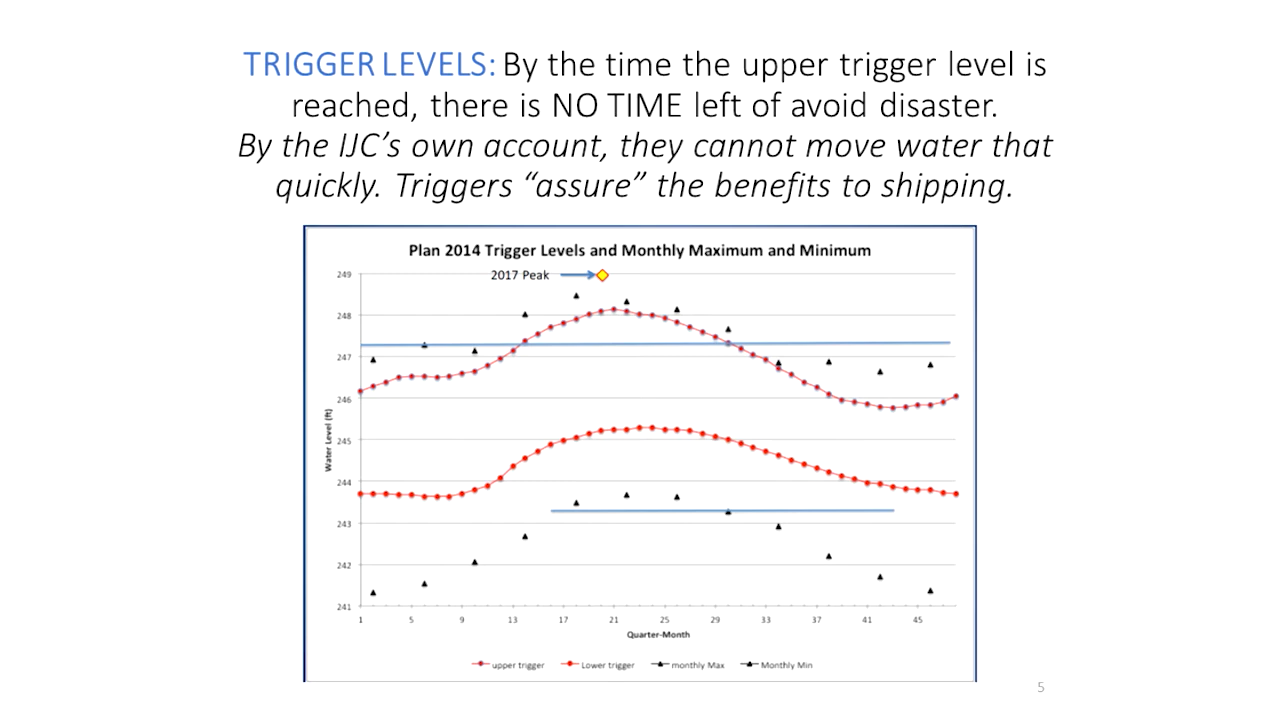 TRIGGER LEVELS: By the time the upper trigger level is
reached, there is NO TIME left of avoid disaster.
By the IJC’s own account, they cannot move water that
quickly. Triggers “assure” the benefits to shipping.
Plan 2014 Trigger Levels and Monthly Maximum and Minimum
2017 Peak
249
248
247
246
245
244
243
242
241
Water Level (ft)
1 5 9 13 17 21 25 29 33 37 41 45
Quarter-Month
upper trigger Lower trigger monthly Max Monthly Min
5